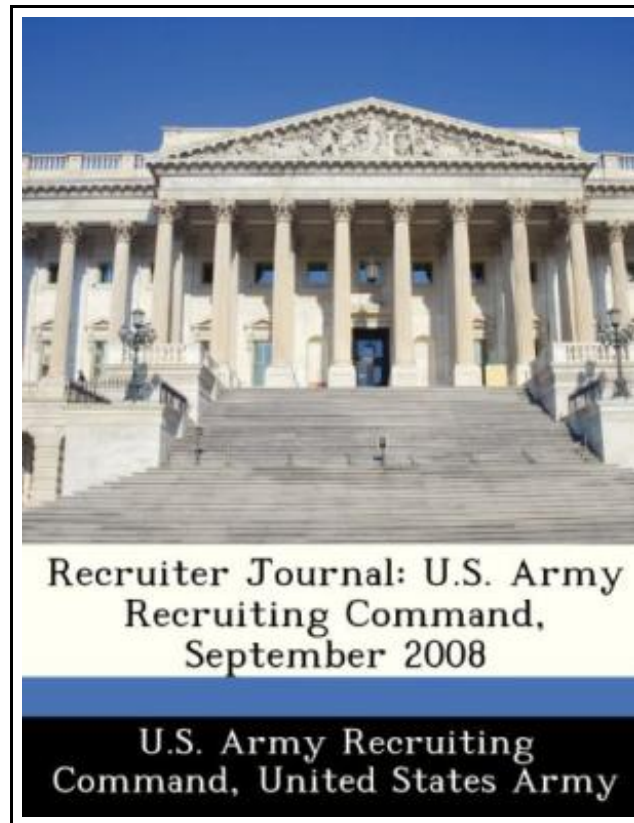 Recruiter Journal: U.S. Army
Recruiting Command,
September 2008
U.S. Army Recruiting
Command, United States Army